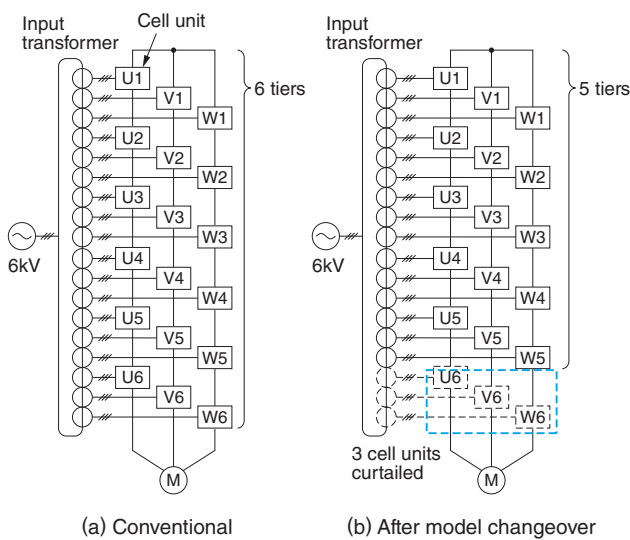 Input
transformer
Cell unit
U1
V1
W1
U2
V2
W2
U3
V3
W3
U4
V4
W4
U5
V5
W5
U6
V6
W6
6 tiers
6kV
M
(a) Conventional
Input
transformer
U1
V1
W1
U2
V2
W2
U3
V3
W3
U4
V4
W4
U5
V5
W5
U6
V6
W6
5 tiers
6kV
3 cell units
curtailed
M
(b) After model changeover